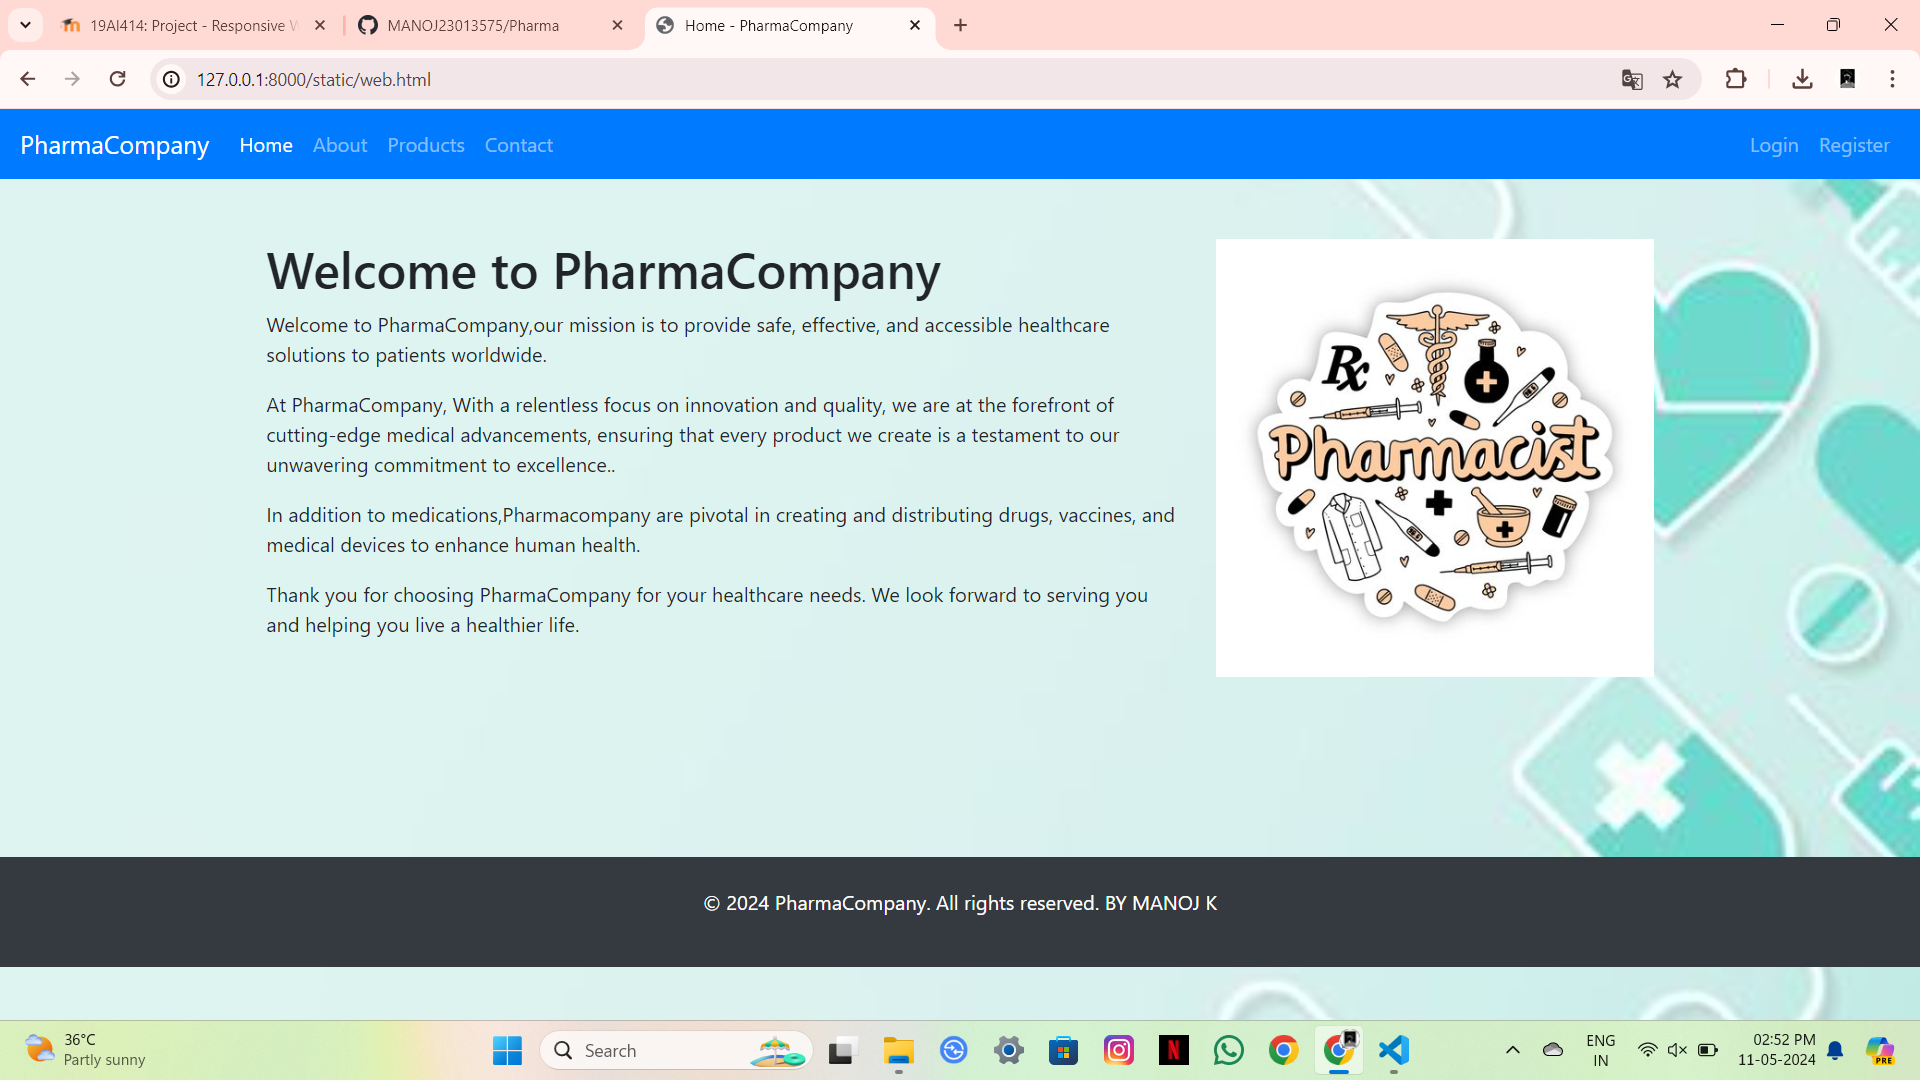 19AI414: Project - Responsive W
MANOJ23013575/Pharma
Home - PharmaCompany
127.0.0.1:8000/static/web.html
PharmaCompany Home About Products Contact Login Register
Welcome to PharmaCompany
Welcome to PharmaCompany,our mission is to provide safe, effective, and accessible healthcare
solutions to patients worldwide.
At PharmaCompany, With a relentless focus on innovation and quality, we are at the forefront of
cutting-edge medical advancements, ensuring that every product we create is a testament to our
unwavering commitment to excellence..
In addition to medications,Pharmacompany are pivotal in creating and distributing drugs, vaccines, and
medical devices to enhance human health.
Thank you for choosing PharmaCompany for your healthcare needs. We look forward to serving you
and helping you live a healthier life.
Rx
Pharmacist
© 2024 PharmaCompany. All rights reserved. BY MANOJ K
36°C
Partly sunny
Search
ENG
IN
02:52 PM
11-05-2024
PRE